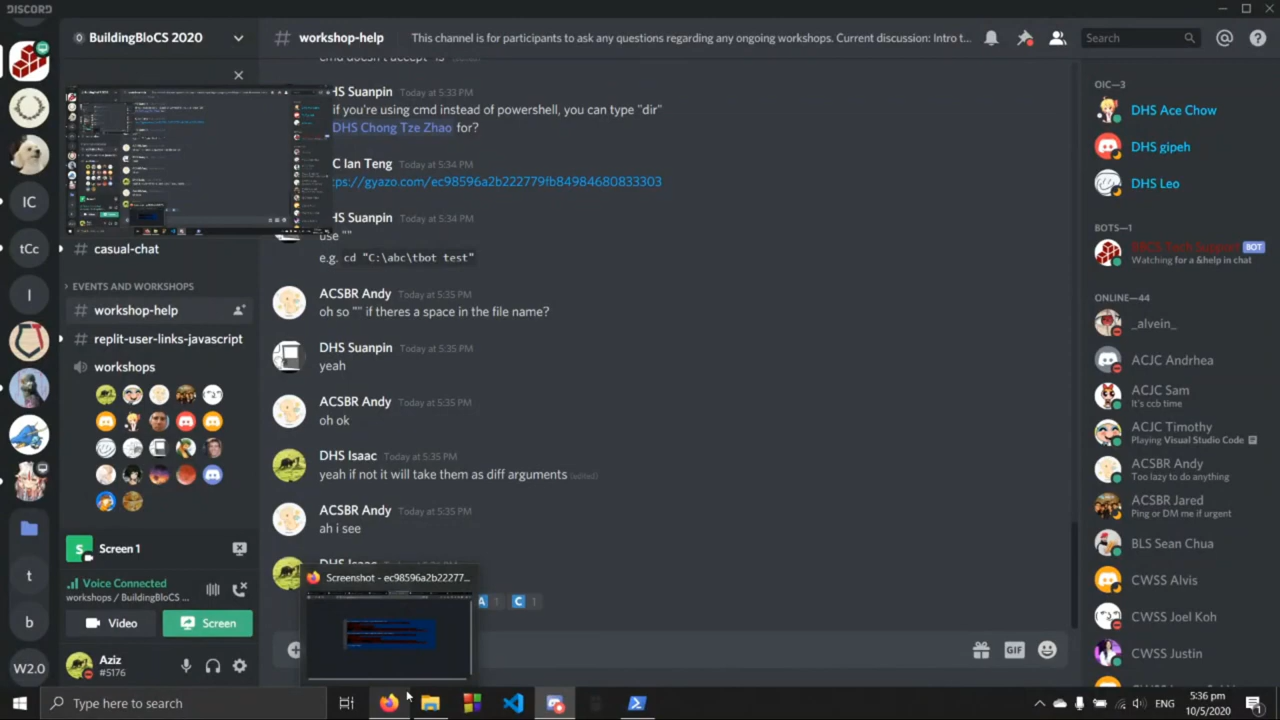 DISCORD
BuildingBloCS 2020
# workshop-help
This channel is for participants to ask any questions regarding any ongoing workshops. Current discussion: Intro t...
Search
IC
tCc
I
t
b
W2.0
casual-chat
EVENTS AND WORKSHOPS
# workshop-help
# replit-user-links-javascript
workshops
S
Screen 1
Voice Connected
workshops / BuildingBloCS ...
Video
Screen
Aziz
#5176
HS Suanpin Today at 5:33 PM
if you're using cmd instead of powershell, you can type "dir"
DHS Chong Tze Zhao for?
C Ian Teng Today at 5:34 PM
ps://gyazo.com/ec98596a2b222779fb84984680833303
HS Suanpin Today at 5:34 PM
use ""
e.g. cd "C:\abc\tbot test"
ACSBR Andy Today at 5:35 PM
oh so "" if theres a space in the file name?
DHS Suanpin Today at 5:35 PM
yeah
ACSBR Andy Today at 5:35 PM
oh ok
DHS Isaac Today at 5:35 PM
yeah if not it will take them as diff arguments (edited)
ACSBR Andy Today at 5:35 PM
ah i see
Screenshot - ec98596a2b22277...
A 1 C 1
GIF
OIC—3
DHS Ace Chow
DHS gipeh
DHS Leo
BOTS—1
BBCS Tech Support BOT
Watching for a &help in chat
ONLINE—44
_alvein_
ACJC Andrhea
ACJC Sam
It's ccb time
ACJC Timothy
Playing Visual Studio Code
ACSBR Andy
Too lazy to do anything
ACSBR Jared
Ping or DM me if urgent
BLS Sean Chua
CWSS Alvis
CWSS Joel Koh
CWSS Justin
Type here to search
ENG
5:36 pm
10/5/2020
1